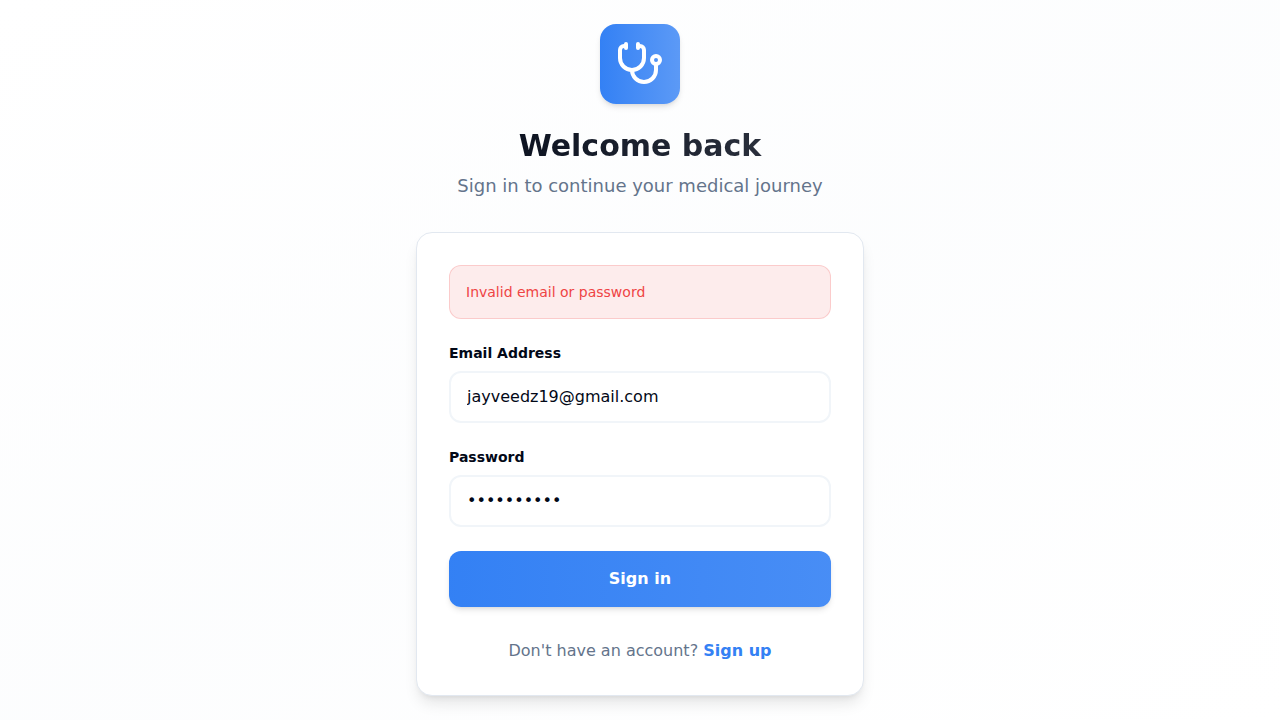 Welcome back
Sign in to continue your medical journey
Invalid email or password
Email Address
jayveedz19@gmail.com
Password
••••••••••
Sign in
Don't have an account? Sign up